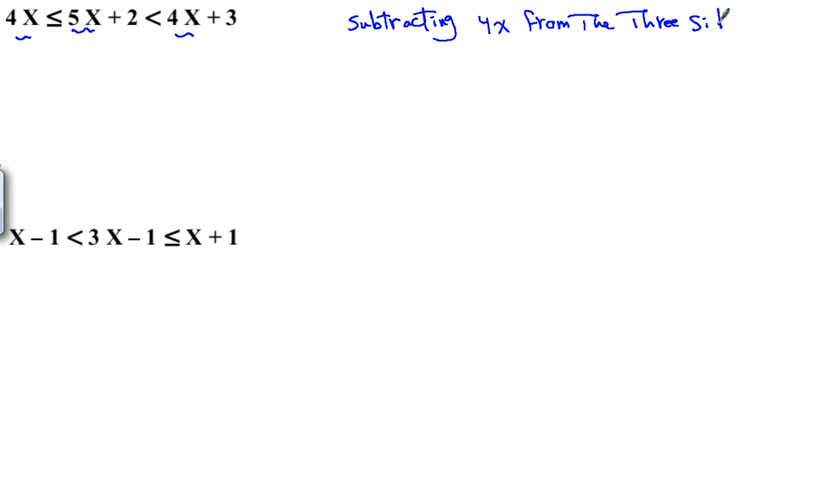 4 X ≤ 5 X + 2 < 4 X + 3 Subtracting 4x from The Three
X – 1 < 3 X – 1 ≤ X + 1